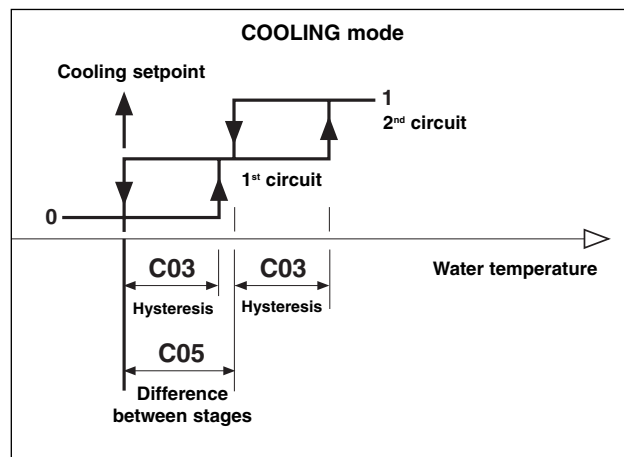 COOLING mode
Cooling setpoint
1
2nd circuit
1st circuit
0
Water temperature
C03
Hysteresis
C03
Hysteresis
C05
Difference
between stages